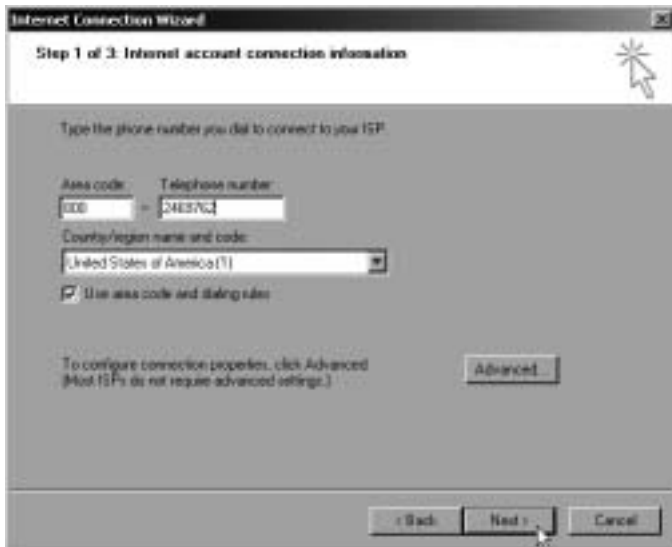 Internet Connection Wizard
Step 1 of 3: Internet account connection information
Type the phone number you dial to connect to your ISP.
Area code: Telephone number:
-
Country/region name and code:
United States of America (1)
Use area code and dialing rules
To configure connection properties, click Advanced.
(Most ISPs do not require advanced settings.)
Advanced...
< Back Next > Cancel